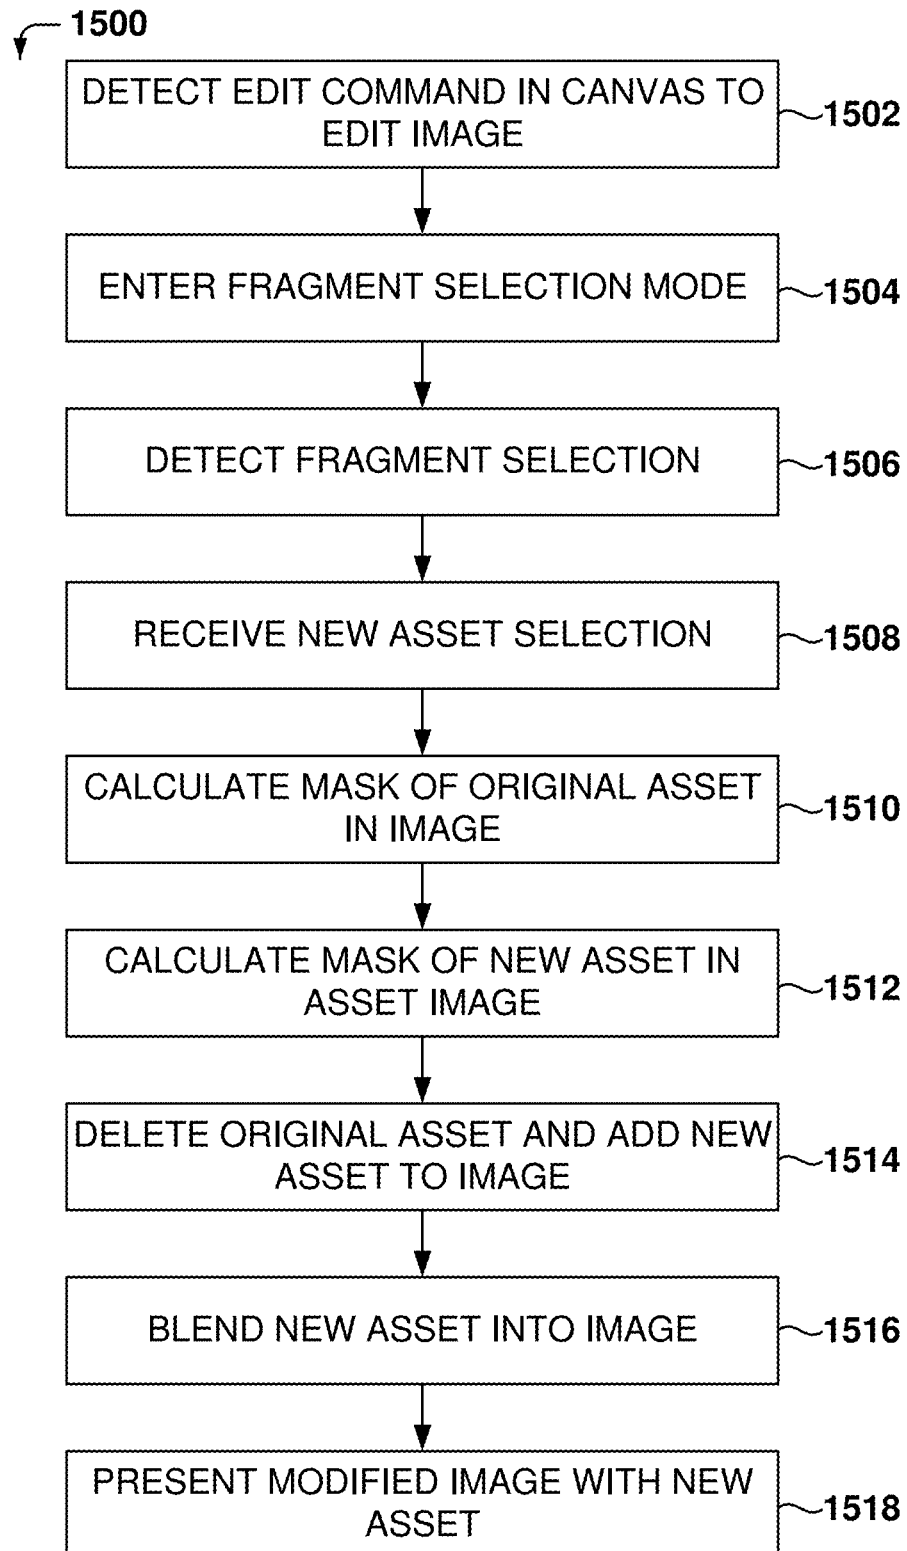 1500
DETECT EDIT COMMAND IN CANVAS TO
EDIT IMAGE
1502
ENTER FRAGMENT SELECTION MODE
1504
DETECT FRAGMENT SELECTION
1506
RECEIVE NEW ASSET SELECTION
1508
CALCULATE MASK OF ORIGINAL ASSET
IN IMAGE
1510
CALCULATE MASK OF NEW ASSET IN
ASSET IMAGE
1512
DELETE ORIGINAL ASSET AND ADD NEW
ASSET TO IMAGE
1514
BLEND NEW ASSET INTO IMAGE
1516
PRESENT MODIFIED IMAGE WITH NEW
ASSET
1518